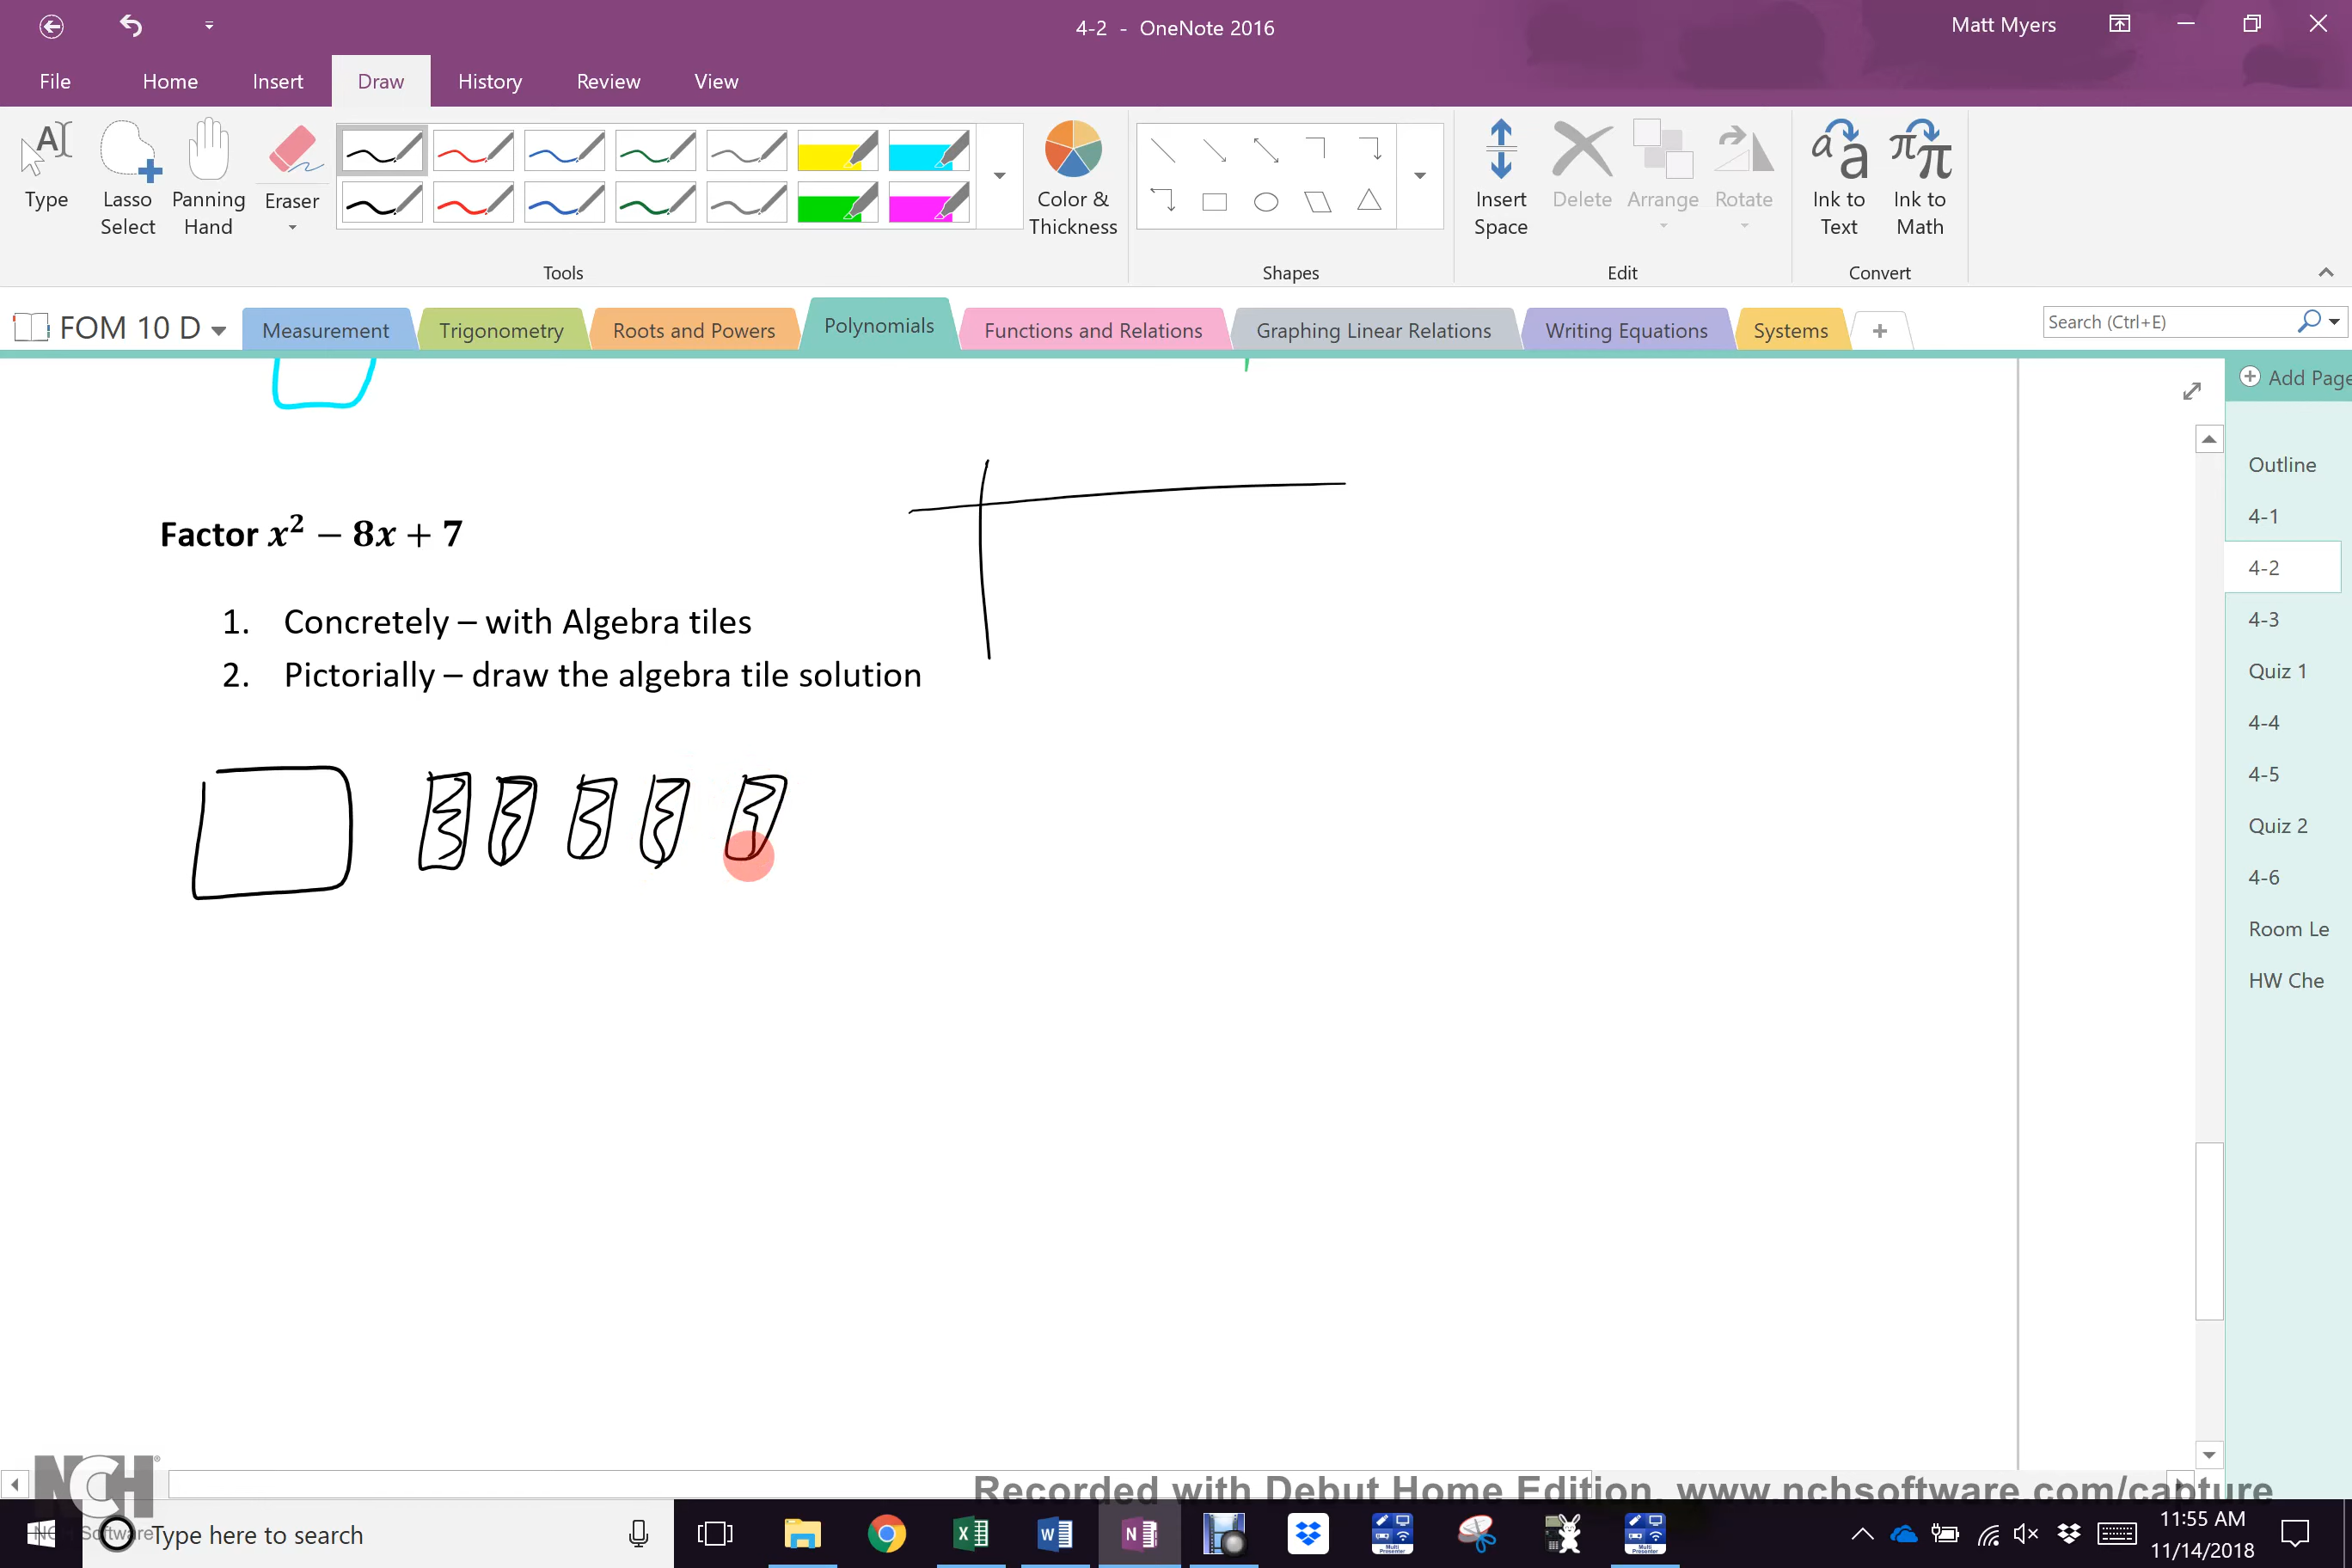 4-2 - OneNote 2016
Matt Myers
File Home Insert Draw History Review View
Type
Lasso Select
Panning Hand
Eraser
Color & Thickness
Insert Space
Delete
Arrange
Rotate
Ink to Text
Ink to Math
Tools
Shapes
Edit
Convert
FOM 10 D
Measurement Trigonometry Roots and Powers Polynomials Functions and Relations Graphing Linear Relations Writing Equations Systems
Search (Ctrl+E)
Add Page
Outline
4-1
4-2
4-3
Quiz 1
4-4
4-5
Quiz 2
4-6
Room Le
HW Che
Factor x² − 8x + 7
1. Concretely – with Algebra tiles
2. Pictorially – draw the algebra tile solution
NCH®
NCH Software
Recorded with Debut Home Edition. www.nchsoftware.com/capture
Type here to search
11:55 AM
11/14/2018